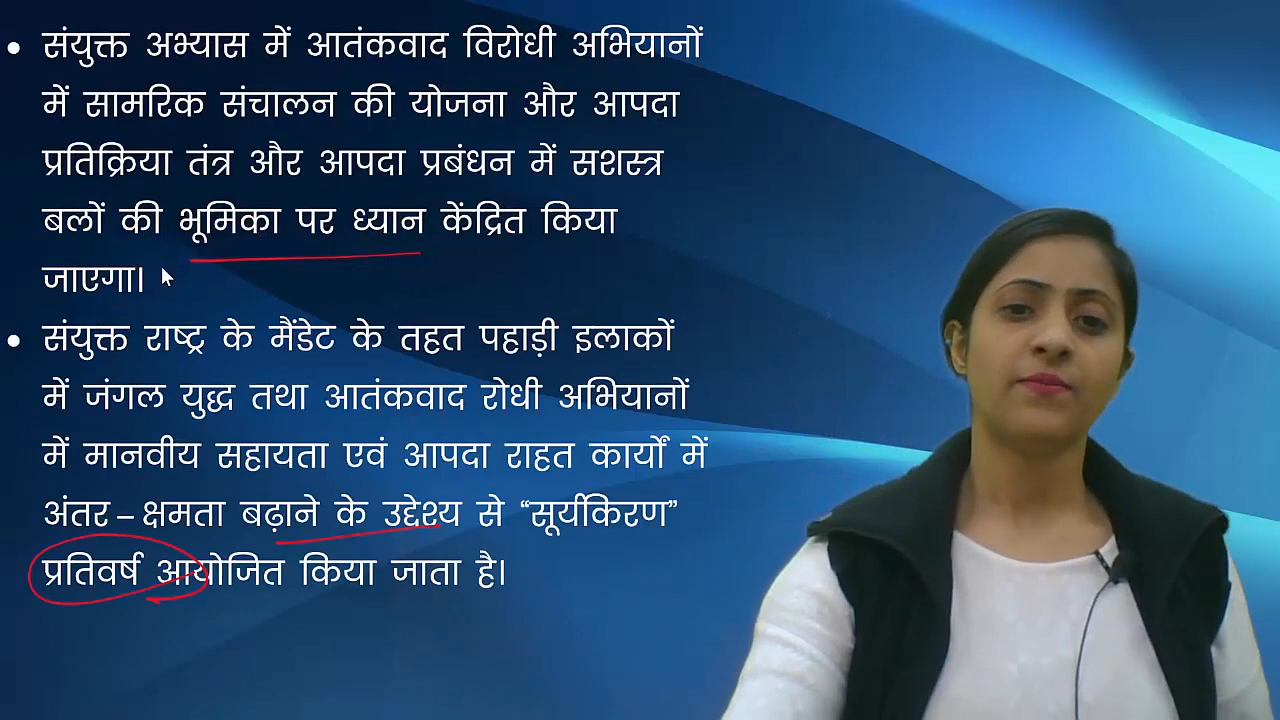 • संयुक्त अभ्यास में आतंकवाद विरोधी अभियानों
में सामरिक संचालन की योजना और आपदा
प्रतिक्रिया तंत्र और आपदा प्रबंधन में सशस्त्र
बलों की भूमिका पर ध्यान केंद्रित किया
जाएगा।
• संयुक्त राष्ट्र के मैंडेट के तहत पहाड़ी इलाकों
में जंगल युद्ध तथा आतंकवाद रोधी अभियानों
में मानवीय सहायता एवं आपदा राहत कार्यों में
अंतर – क्षमता बढ़ाने के उद्देश्य से “सूर्यकिरण”
प्रतिवर्ष आयोजित किया जाता है।